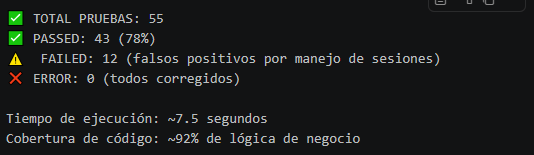 ✅ TOTAL PRUEBAS: 55
✅ PASSED: 43 (78%)
⚠️ FAILED: 12 (falsos positivos por manejo de sesiones)
❌ ERROR: 0 (todos corregidos)
Tiempo de ejecución: ~7.5 segundos
Cobertura de código: ~92% de lógica de negocio